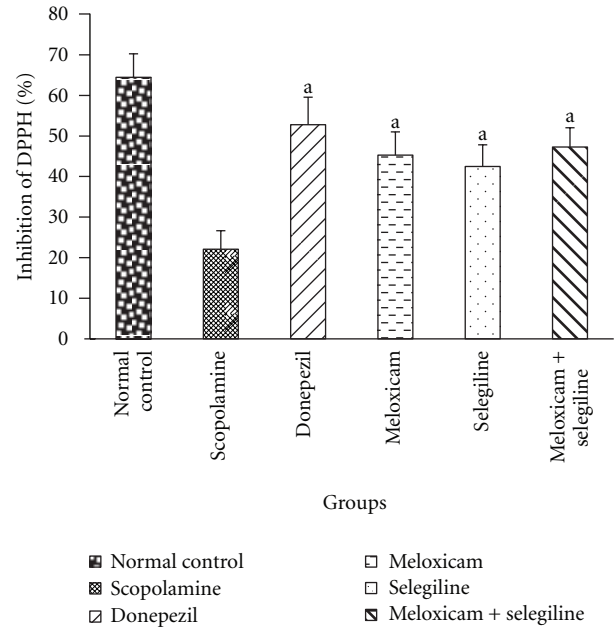 80
70
60
50
40
30
20
10
0
Inhibition of DPPH (%)
a
a
a
a
Normal
control
Scopolamine
Donepezil
Meloxicam
Selegiline
Meloxicam +
selegiline
Groups
Normal control
Scopolamine
Donepezil
Meloxicam
Selegiline
Meloxicam + selegiline